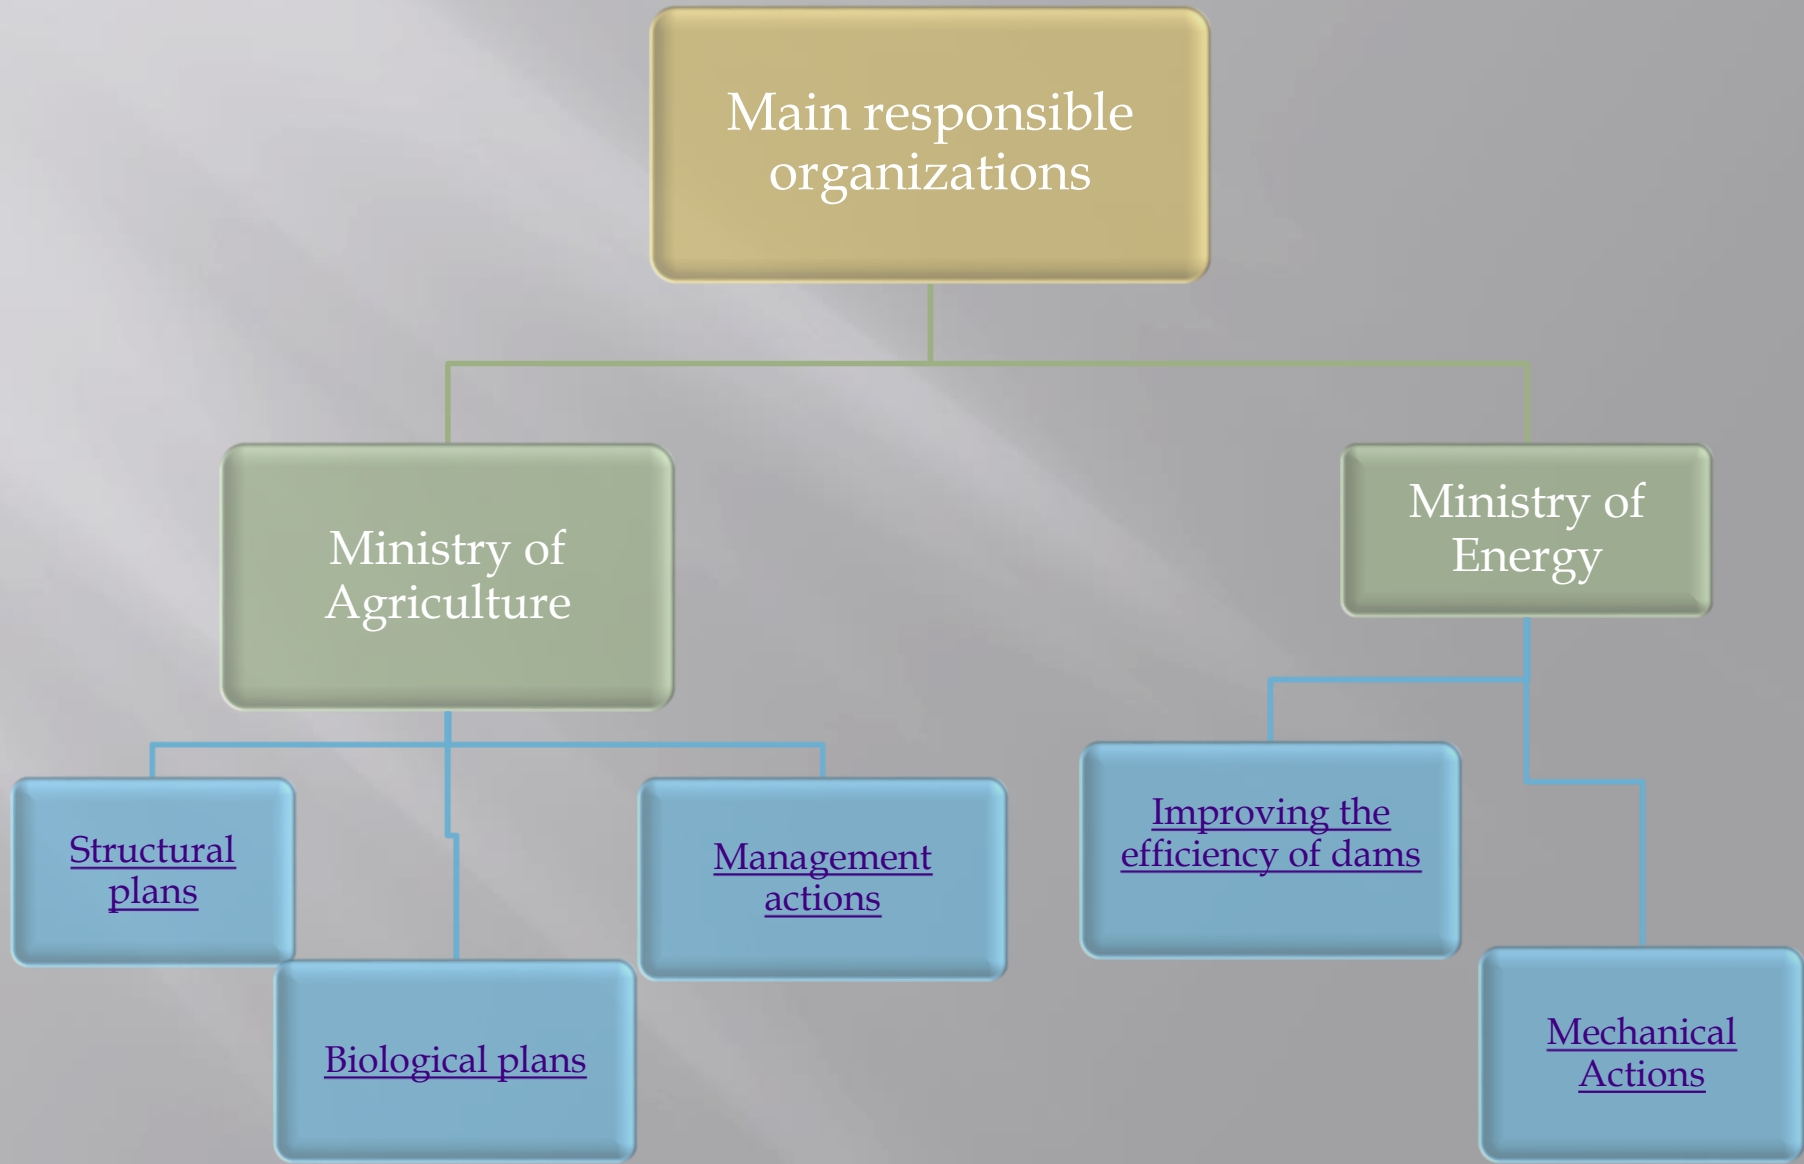 Main responsible
organizations
Ministry of
Agriculture
Ministry of
Energy
Structural
plans
Biological plans
Management
actions
Improving the
efficiency of dams
Mechanical
Actions